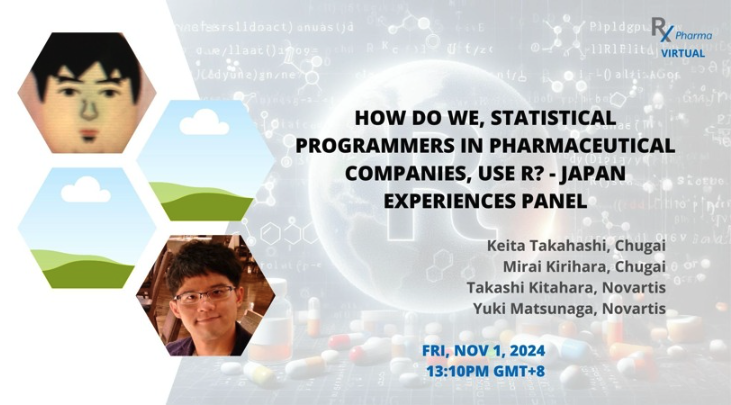 Rx Pharma
VIRTUAL
HOW DO WE, STATISTICAL
PROGRAMMERS IN PHARMACEUTICAL
COMPANIES, USE R? - JAPAN
EXPERIENCES PANEL
Keita Takahashi, Chugai
Mirai Kirihara, Chugai
Takashi Kitahara, Novartis
Yuki Matsunaga, Novartis
FRI, NOV 1, 2024
13:10PM GMT+8
R